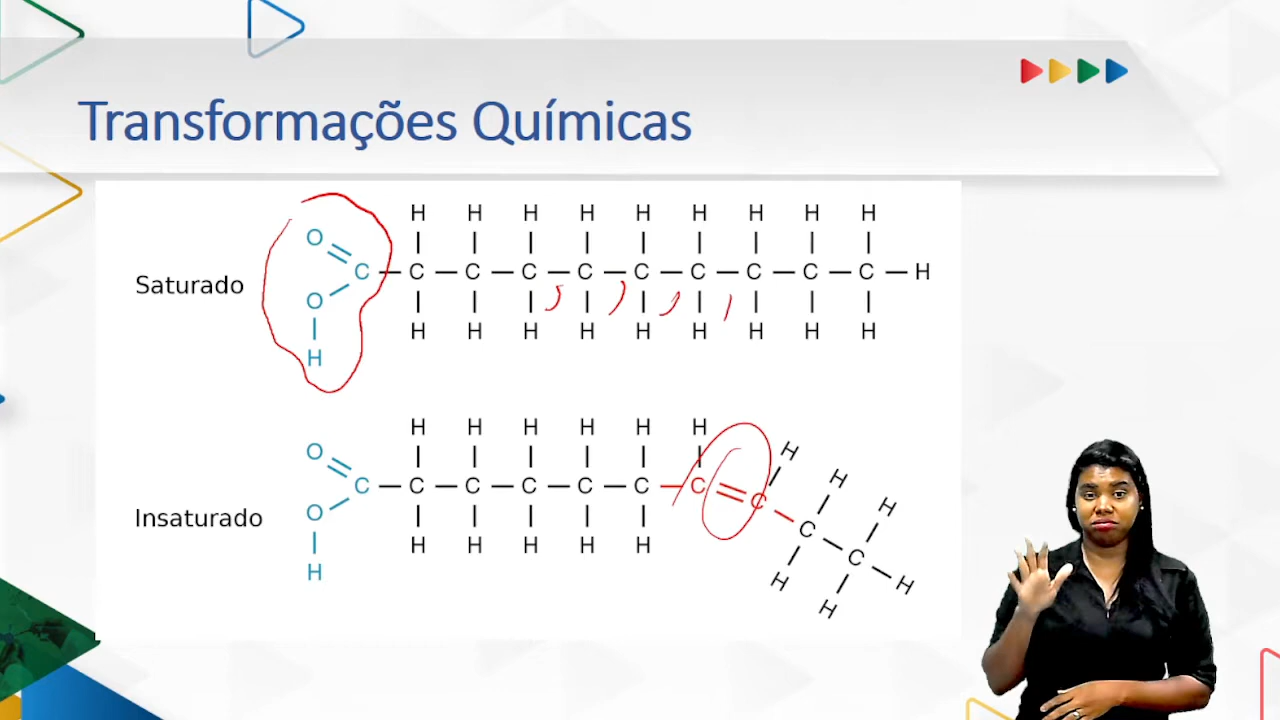 Transformações Químicas
H H H H H H H H H
O
C C C C C C C C C C H
Saturado
O
H H H H H H H H H
H
H H H H H H
O H H
C C C C C C C H
C
Insaturado O C
H H H H H C H
H H
H